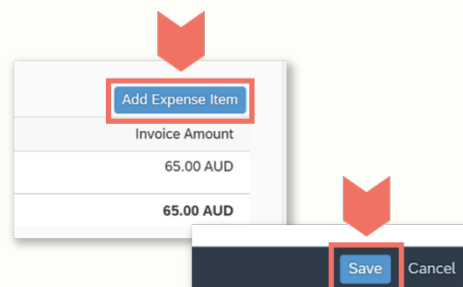 Add Expense Item
Invoice Amount
65.00 AUD
65.00 AUD
Save Cancel